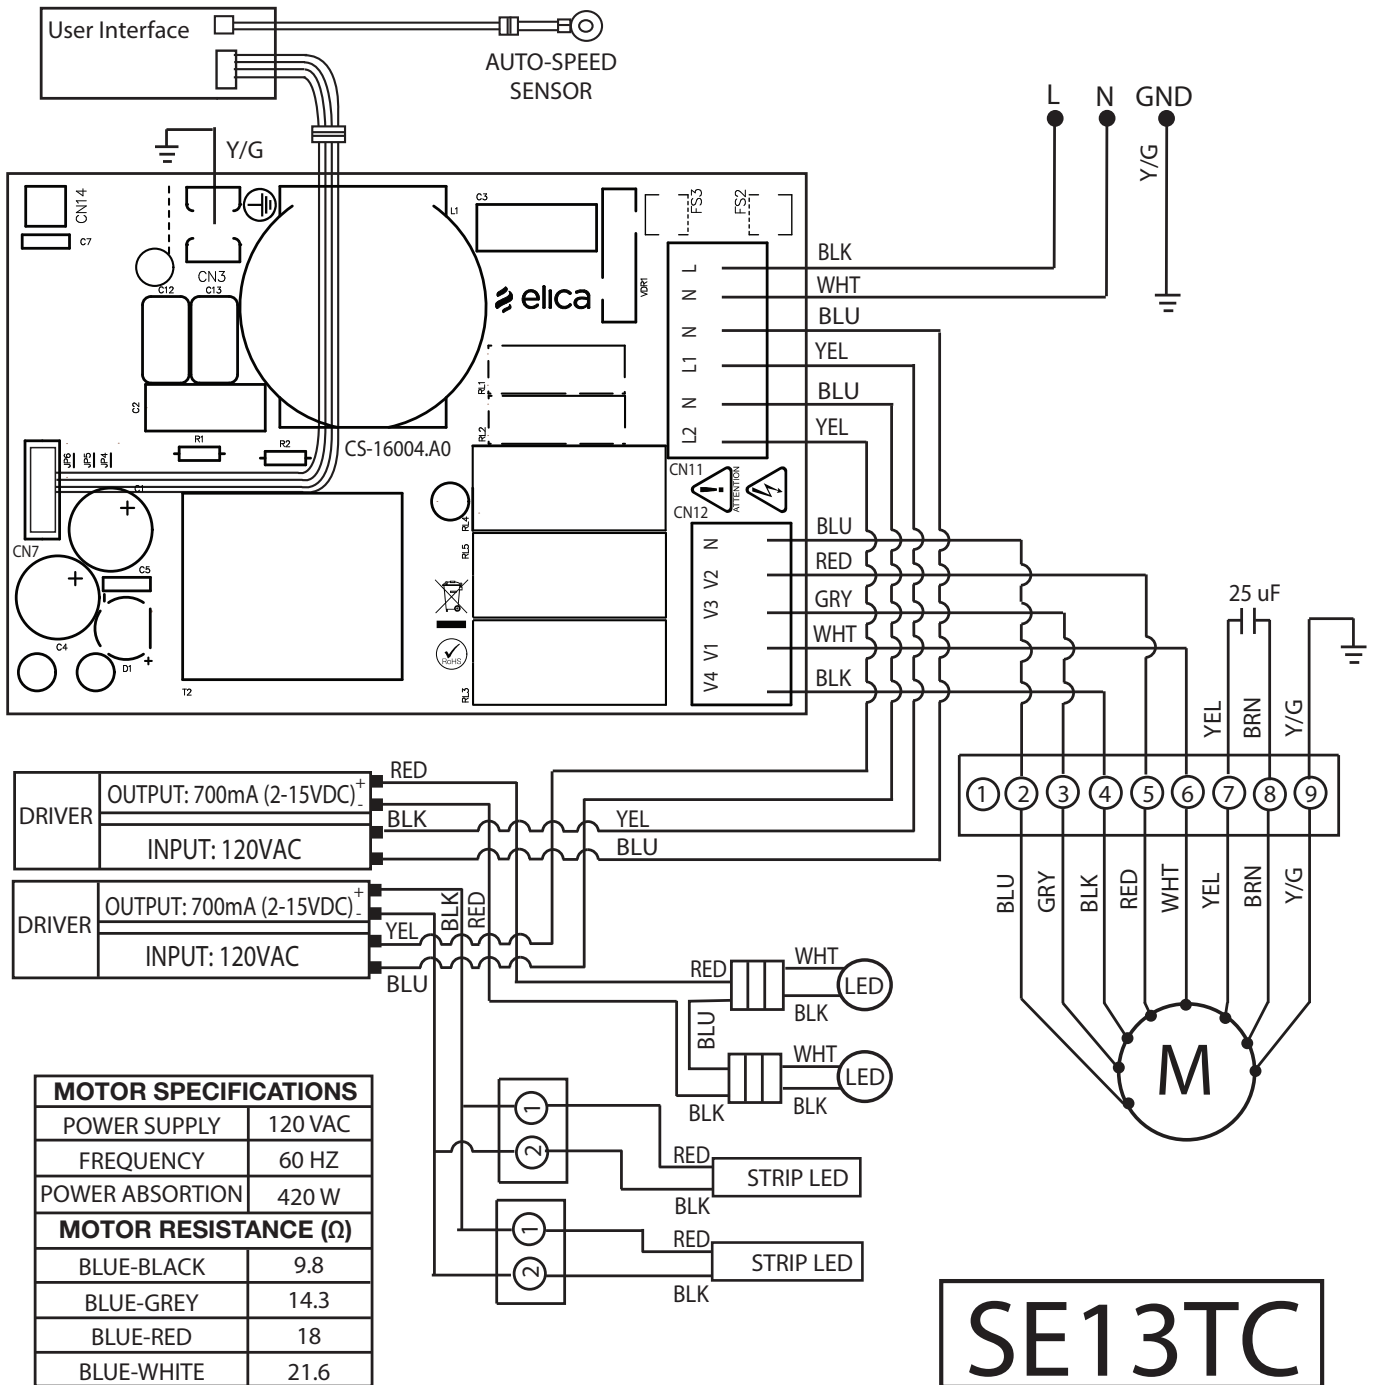 User Interface
AUTO-SPEED
SENSOR
L N GND
Y/G
Y/G
CN14
C7
CN3
C12 C13
L1
C3
VDR1
FS3
FS2
elica
C2
R1
R2
RL1
RL2
CS-16004.A0
JP6 JP5 JP4
C1
CN7
C5
C4
D1
T2
RL4
RL5
RL3
RoHS
CN11
CN12
ATTENTION
L
N
N
L1
N
L2
BLK
WHT
BLU
YEL
BLU
YEL
N
V2
V3
V1
V4
BLU
RED
GRY
WHT
BLK
25 uF
YEL
BRN
Y/G
1 2 3 4 5 6 7 8 9
BLU
GRY
BLK
RED
WHT
YEL
BRN
Y/G
M
DRIVER
OUTPUT: 700mA (2-15VDC) + -
INPUT: 120VAC
RED
BLK
YEL
BLU
DRIVER
OUTPUT: 700mA (2-15VDC) + -
INPUT: 120VAC
YEL
BLU
BLK
RED
RED
WHT
LED
BLK
BLU
WHT
LED
BLK
BLK
1
2
RED
STRIP LED
BLK
1
2
RED
STRIP LED
BLK
MOTOR SPECIFICATIONS
POWER SUPPLY 120 VAC
FREQUENCY 60 HZ
POWER ABSORTION 420 W
MOTOR RESISTANCE (Ω)
BLUE-BLACK 9.8
BLUE-GREY 14.3
BLUE-RED 18
BLUE-WHITE 21.6
SE13TC